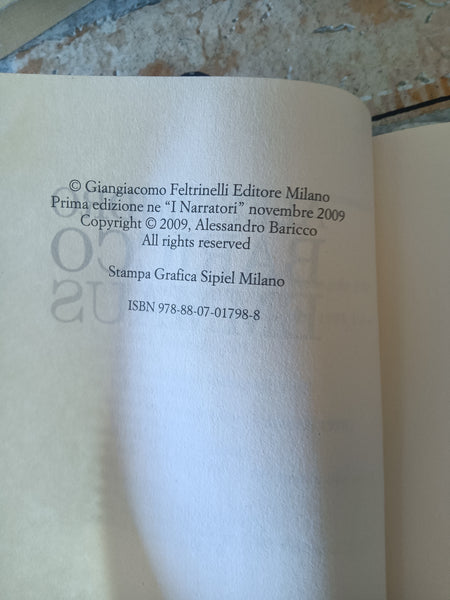 © Giangiacomo Feltrinelli Editore Milano
Prima edizione ne “I Narratori” novembre 2009
Copyright © 2009, Alessandro Baricco
All rights reserved
Stampa Grafica Sipiel Milano
ISBN 978-88-07-01798-8